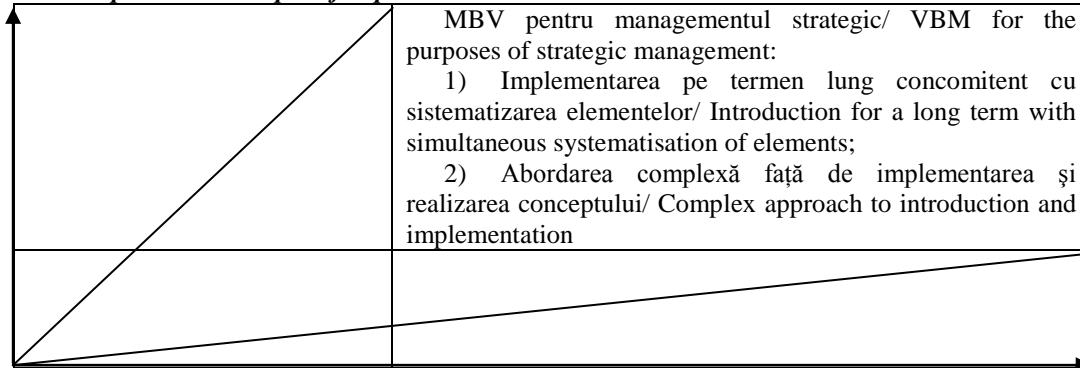 MBV pentru managementul strategic/ VBM for the
purposes of strategic management:
1) Implementarea pe termen lung concomitent cu
sistematizarea elementelor/ Introduction for a long term with
simultaneous systematisation of elements;
2) Abordarea complexă față de implementarea şi
realizarea conceptului/ Complex approach to introduction and
implementation